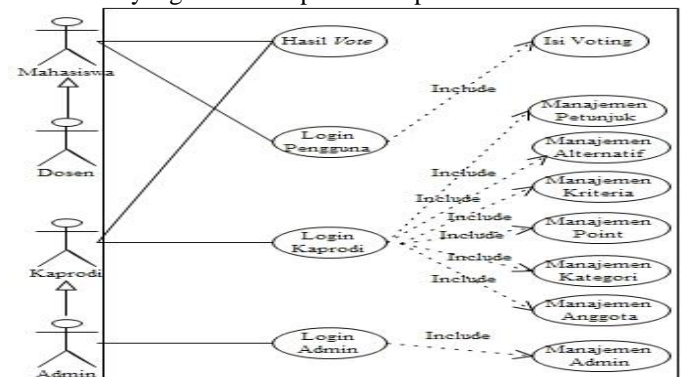 Hasil Vote
Isi Voting
Mahasiswa
Include
Manajemen
Petunjuk
Login
Pengguna
Manajemen
Alternatif
Dosen
Include
Manajemen
Kriteria
Include
Include
Manajemen
Point
Login
Kaprodi
Include
Include
Manajemen
Kategori
Kaprodi
Include
Manajemen
Anggota
Login
Admin
Include
Manajemen
Admin
Admin